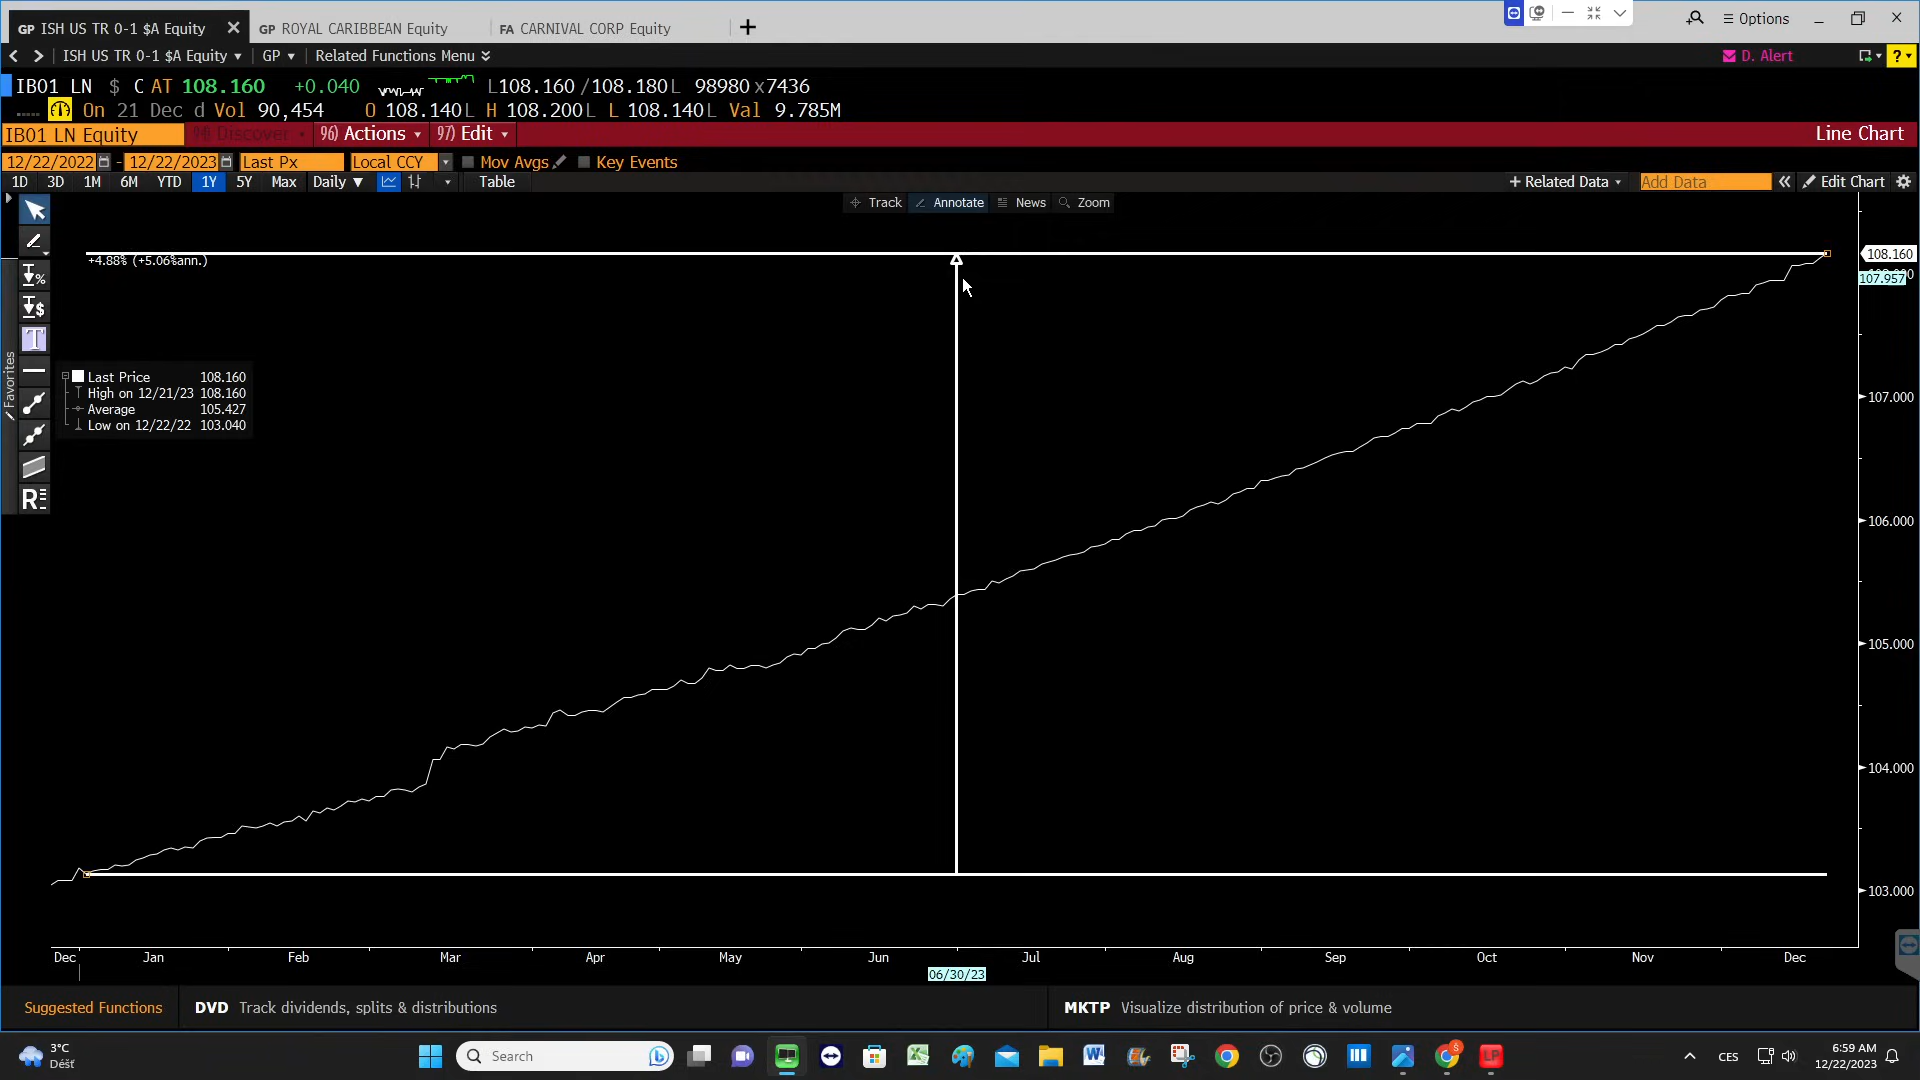 GP ISH US TR 0-1 $A Equity
GP ROYAL CARIBBEAN Equity
FA CARNIVAL CORP Equity
Options
ISH US TR 0-1 $A Equity
GP
Related Functions Menu
D. Alert
?
IB01 LN $ C AT 108.160 +0.040 L108.160/108.180L 98980x7436
On 21 Dec d Vol 90,454 O 108.140L H 108.200L L 108.140L Val 9.785M
IB01 LN Equity
94) Discover
96) Actions
97) Edit
Line Chart
12/22/2022 - 12/22/2023 Last Px Local CCY Mov Avgs Key Events
1D 3D 1M 6M YTD 1Y 5Y Max Daily Table
+ Related Data
Add Data
Edit Chart
Track Annotate News Zoom
+4.88% (+5.06%ann.)
108.160
107.957
Favorites
%
$
T
R
Last Price 108.160
High on 12/21/23 108.160
Average 105.427
Low on 12/22/22 103.040
107.000
106.000
105.000
104.000
103.000
Dec Jan Feb Mar Apr May Jun Jul Aug Sep Oct Nov Dec
06/30/23
Suggested Functions
DVD Track dividends, splits & distributions
MKTP Visualize distribution of price & volume
3°C
Déšť
Search
CES
6:59 AM
12/22/2023